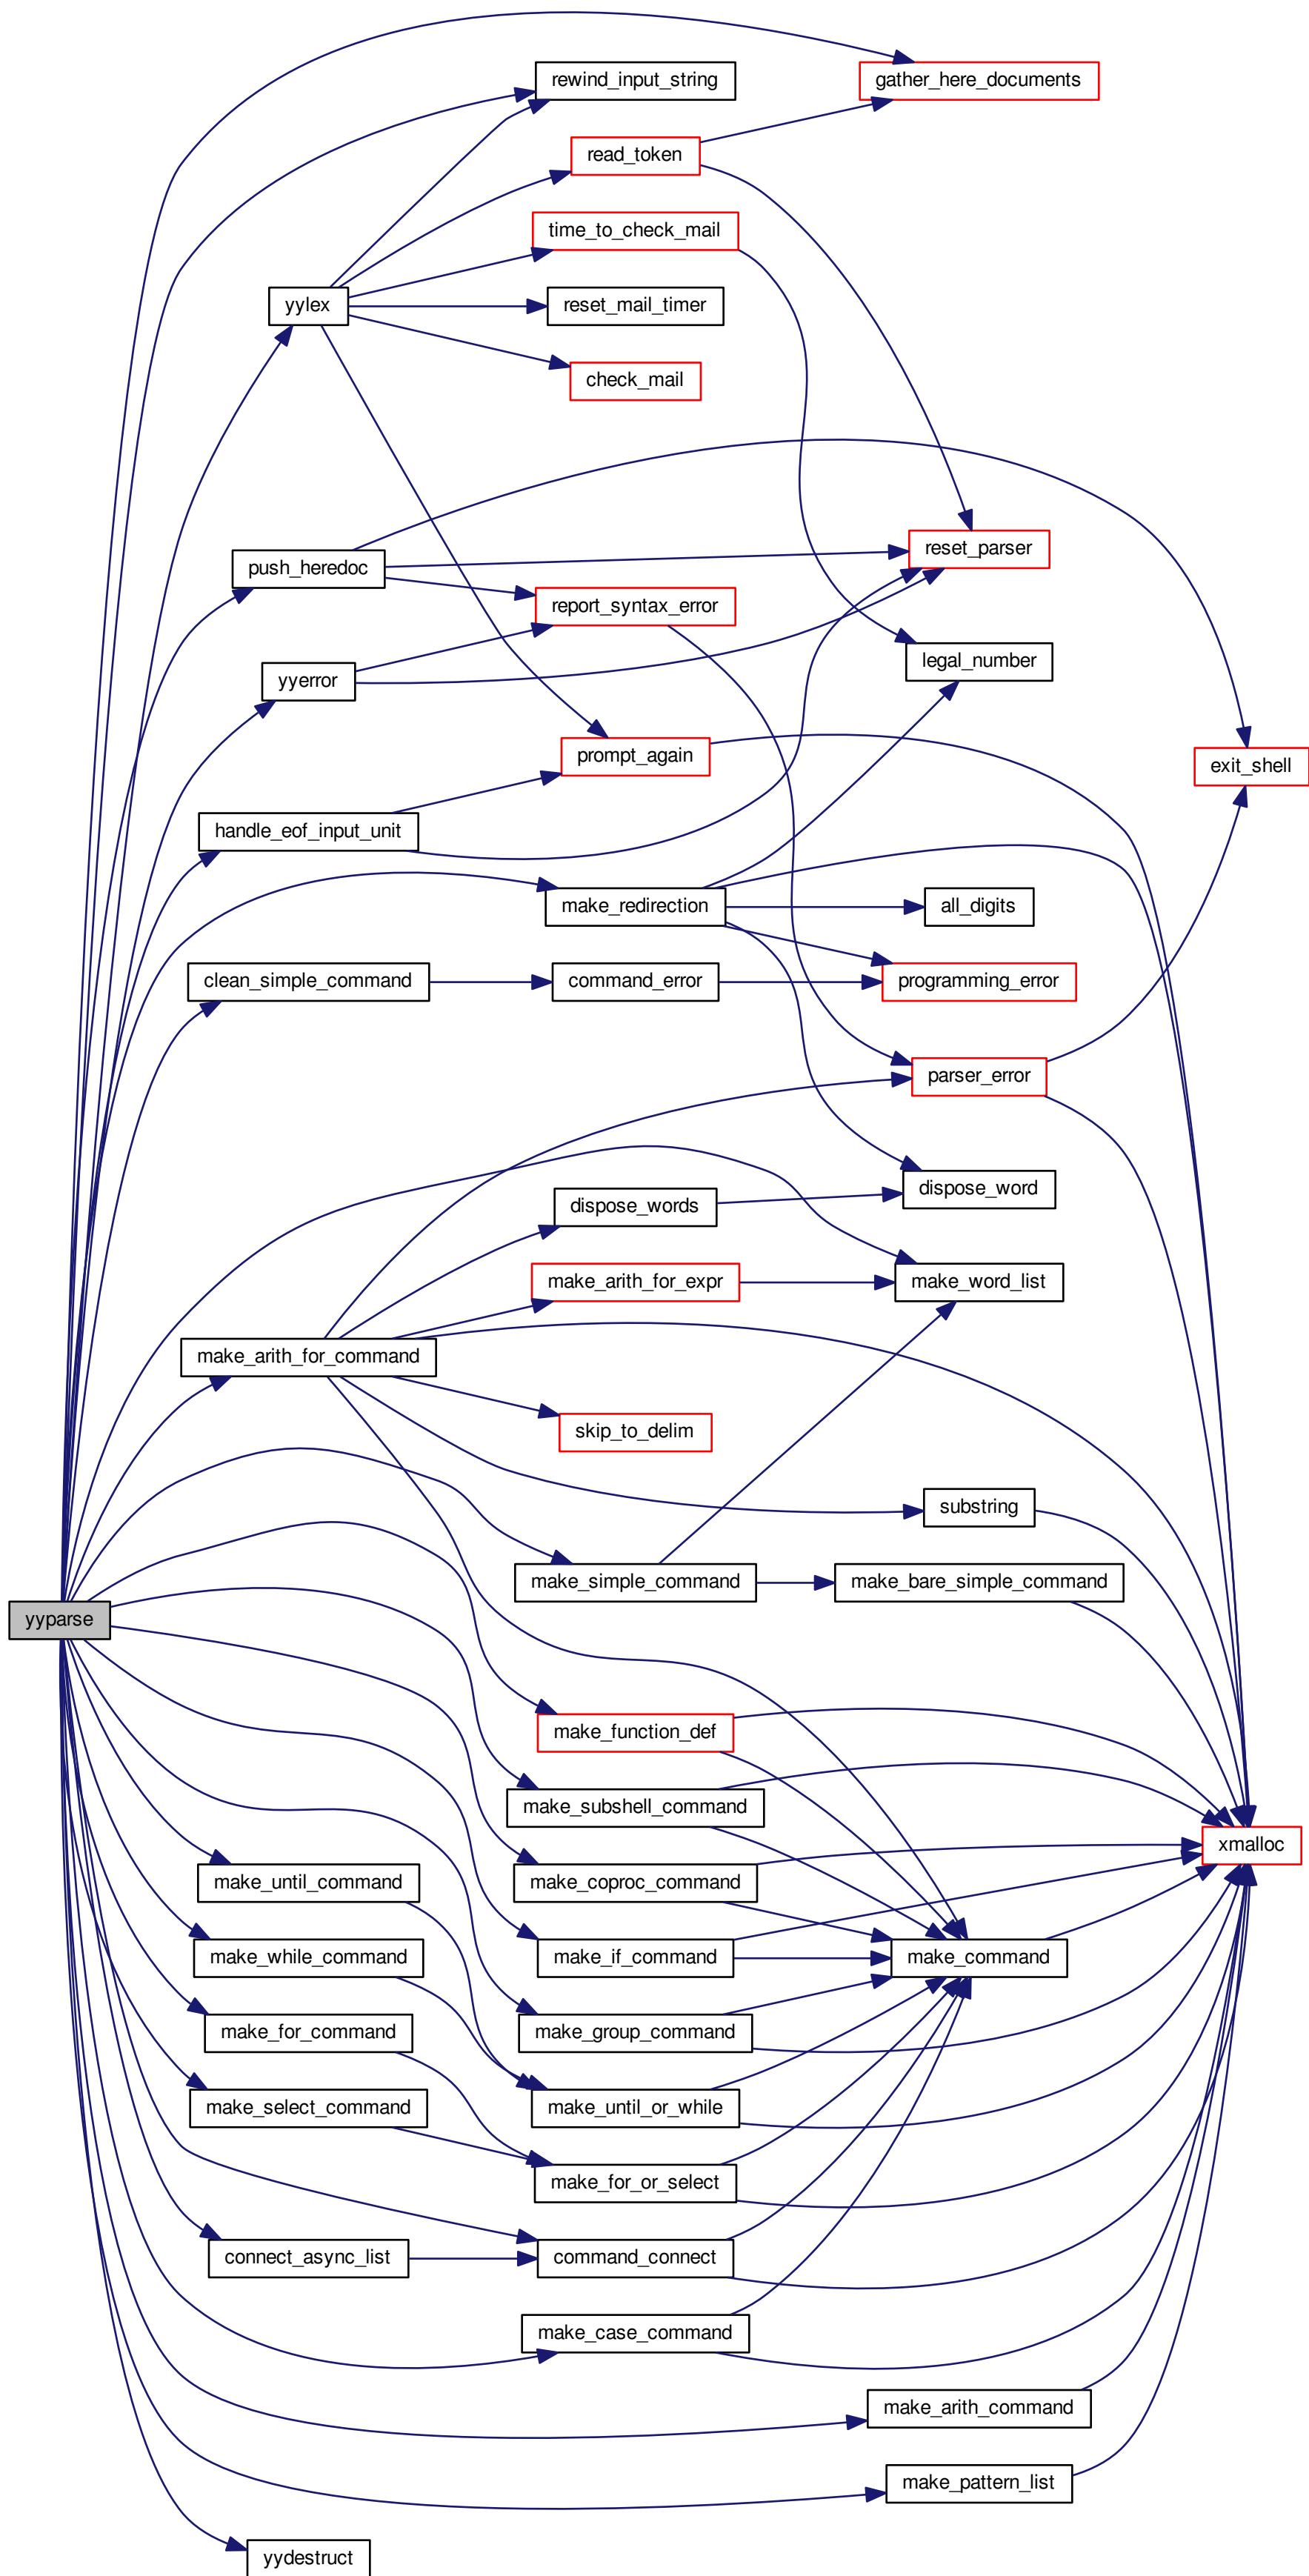 rewind_input_string
gather_here_documents
read_token
time_to_check_mail
yylex
reset_mail_timer
check_mail
push_heredoc
reset_parser
report_syntax_error
legal_number
yyerror
prompt_again
exit_shell
handle_eof_input_unit
make_redirection
all_digits
clean_simple_command
command_error
programming_error
parser_error
dispose_word
dispose_words
make_arith_for_expr
make_word_list
make_arith_for_command
skip_to_delim
substring
make_simple_command
make_bare_simple_command
yyparse
make_function_def
make_subshell_command
xmalloc
make_until_command
make_coproc_command
make_while_command
make_if_command
make_command
make_for_command
make_group_command
make_select_command
make_until_or_while
make_for_or_select
connect_async_list
command_connect
make_case_command
make_arith_command
make_pattern_list
yydestruct